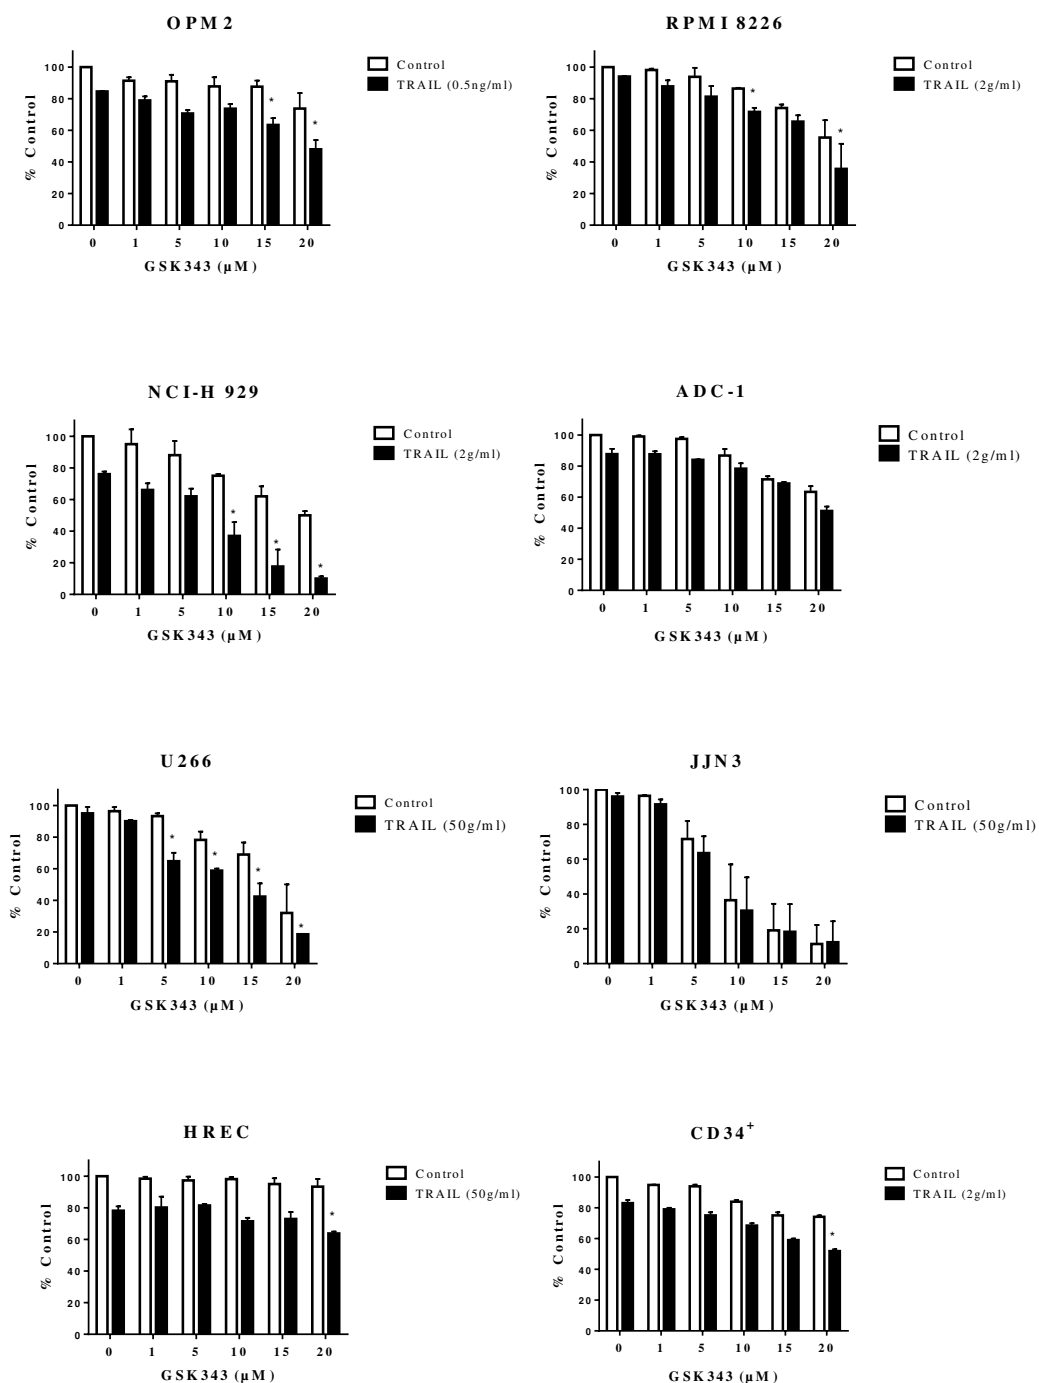 OPM2
Control
TRAIL (0.5ng/ml)
% Control
100
80
60
40
20
0
*
*
0 1 5 10 15 20
GSK343 (µM)
RPMI 8226
Control
TRAIL (2g/ml)
% Control
100
80
60
40
20
0
*
*
0 1 5 10 15 20
GSK343 (µM)
NCI-H 929
Control
TRAIL (2g/ml)
% Control
100
80
60
40
20
0
*
*
*
0 1 5 10 15 20
GSK343 (µM)
ADC-1
Control
TRAIL (2g/ml)
% Control
100
80
60
40
20
0
0 1 5 10 15 20
GSK343 (µM)
U266
Control
TRAIL (50g/ml)
% Control
100
80
60
40
20
0
*
*
*
*
0 1 5 10 15 20
GSK343 (µM)
JJN3
Control
TRAIL (50g/ml)
% Control
100
80
60
40
20
0
0 1 5 10 15 20
GSK343 (µM)
HREC
Control
TRAIL (50g/ml)
% Control
100
80
60
40
20
0
*
0 1 5 10 15 20
GSK343 (µM)
CD34+
Control
TRAIL (2g/ml)
% Control
100
80
60
40
20
0
*
0 1 5 10 15 20
GSK343 (µM)